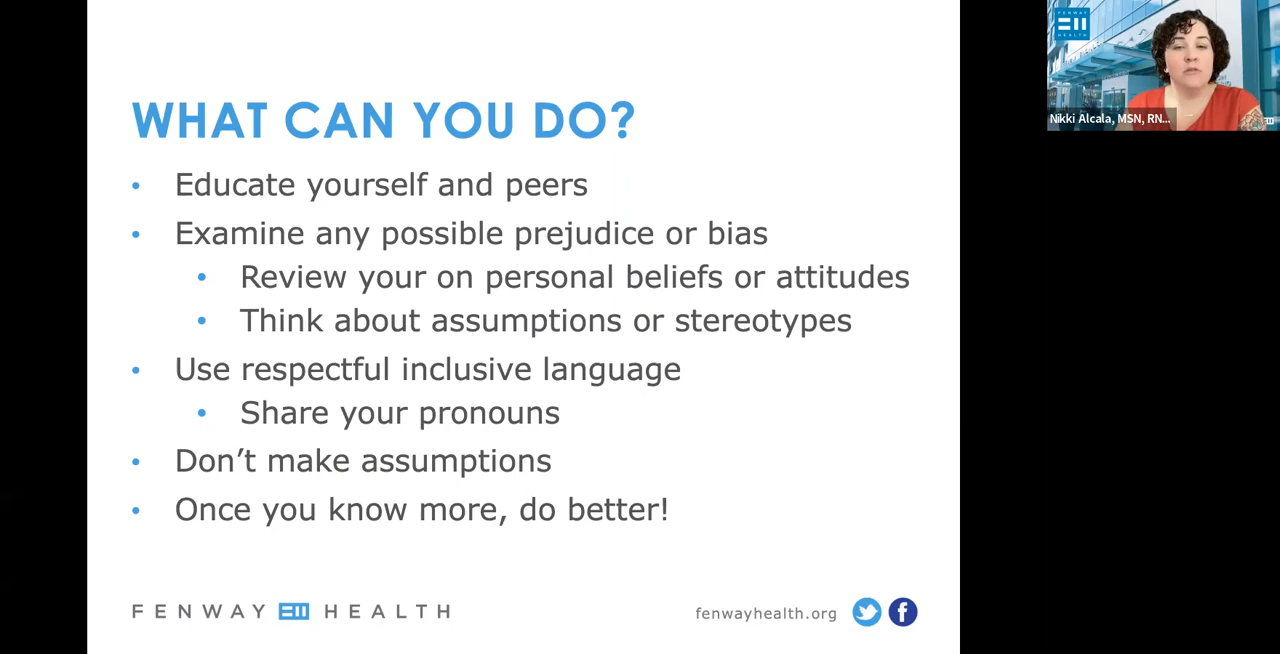 WHAT CAN YOU DO?
• Educate yourself and peers
• Examine any possible prejudice or bias
• Review your on personal beliefs or attitudes
• Think about assumptions or stereotypes
• Use respectful inclusive language
• Share your pronouns
• Don’t make assumptions
• Once you know more, do better!
FENWAY HEALTH
fenwayhealth.org
FENWAY
HEALTH
Nikki Alcala, MSN, RN...